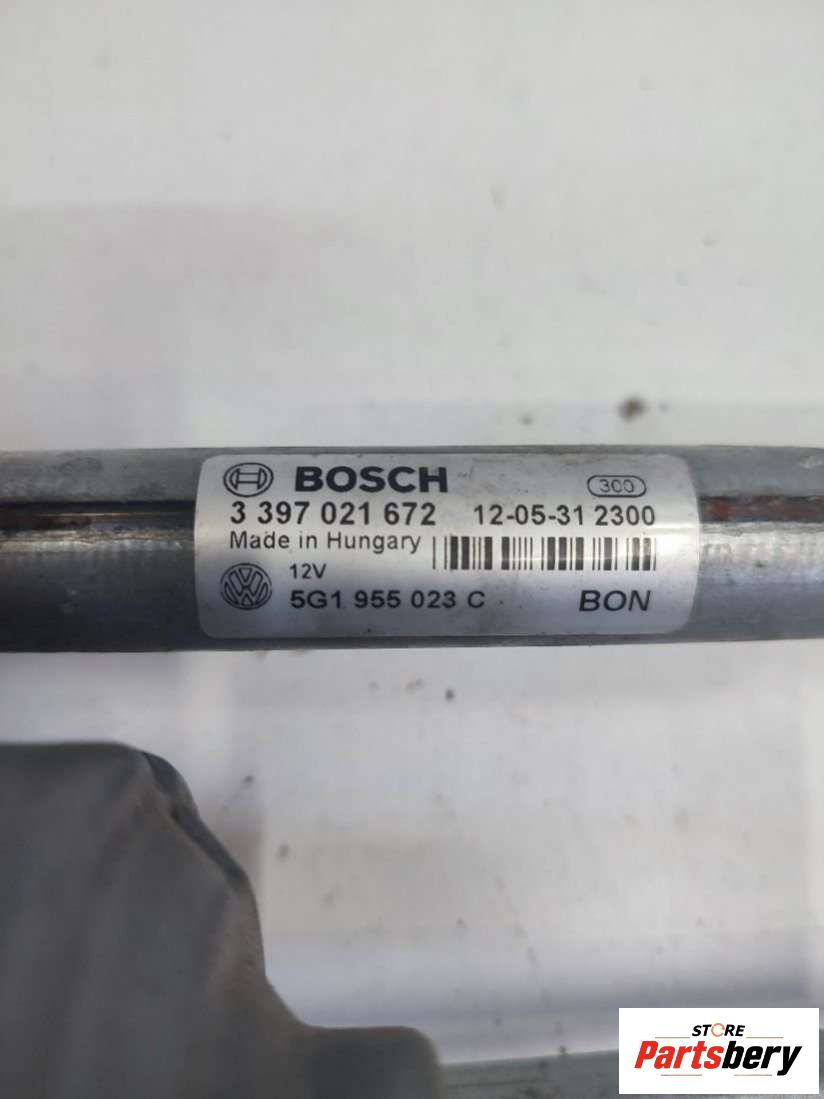 BOSCH
300
3 397 021 672 12-05-31 2300
Made in Hungary
12V
5G1 955 023 C BON
STORE
Partsbery